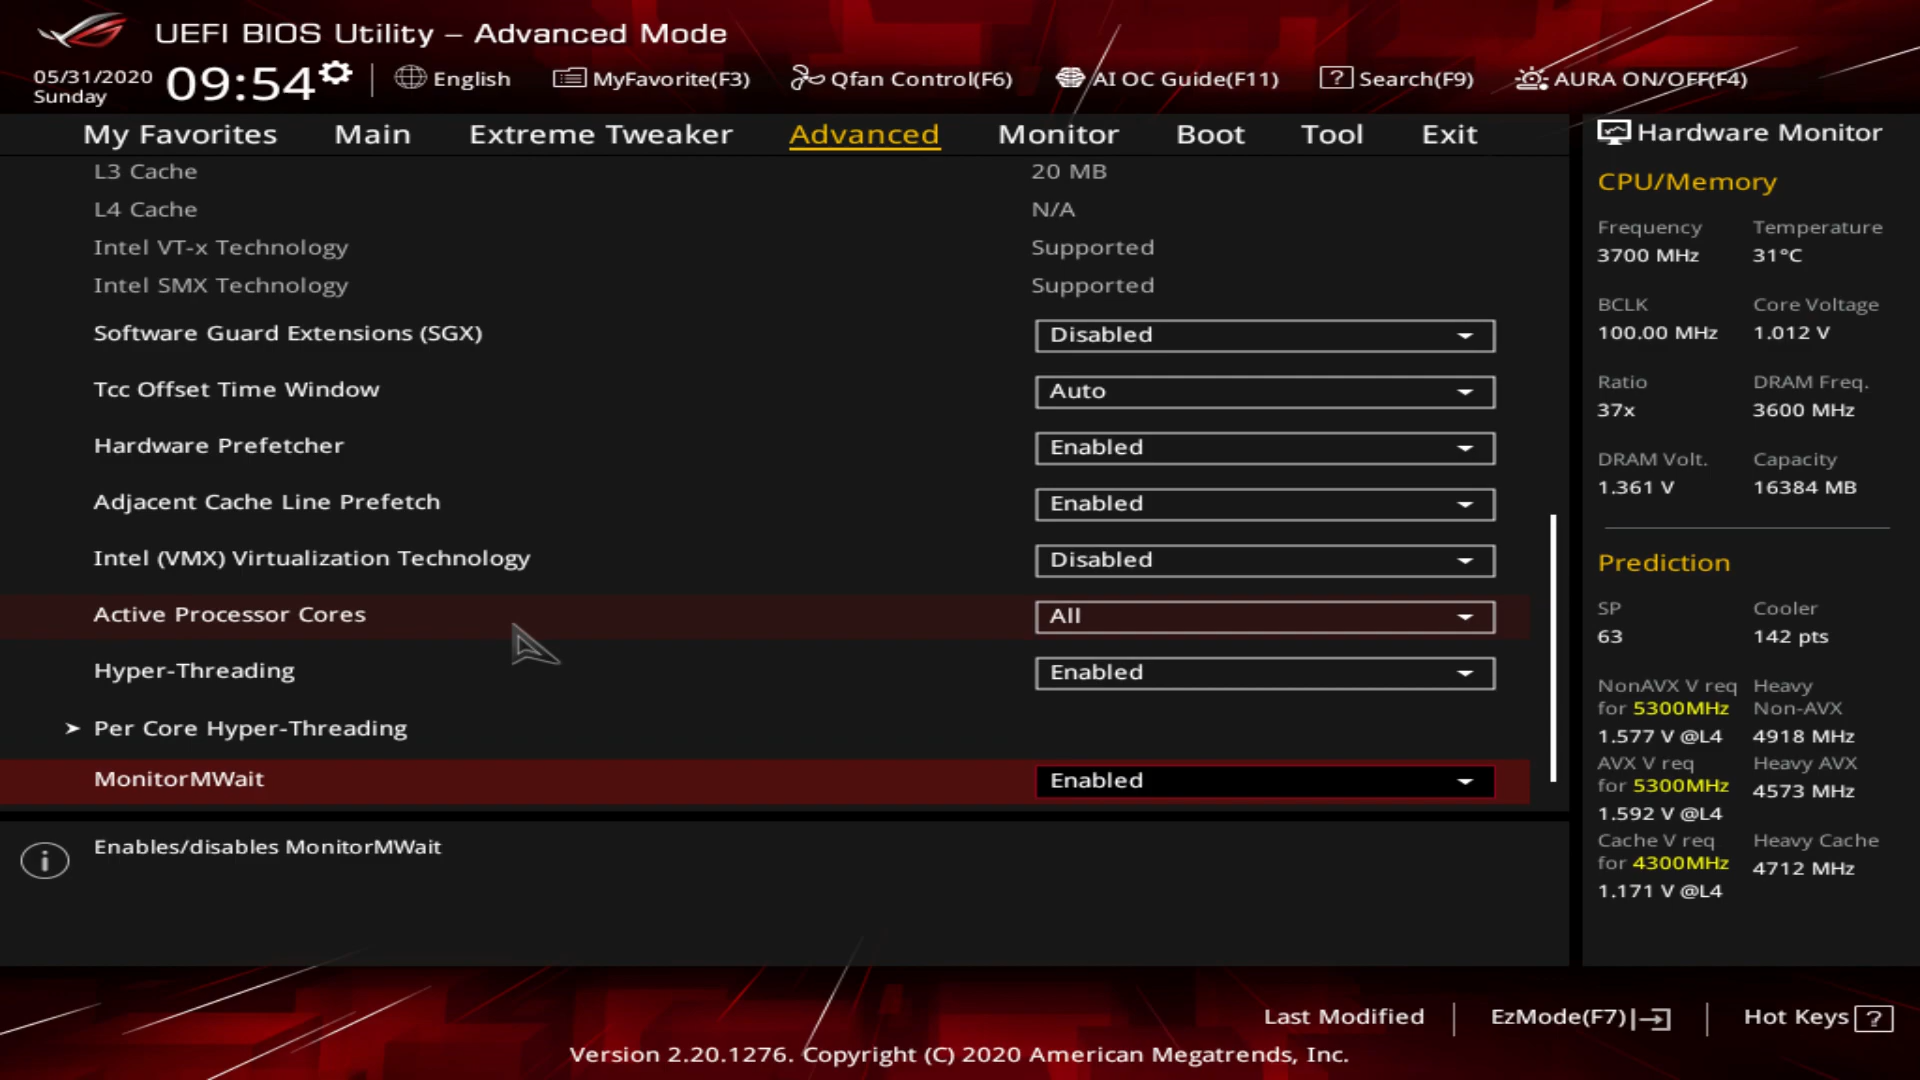 UEFI BIOS Utility – Advanced Mode
05/31/2020
Sunday
09:54
English
MyFavorite(F3)
Qfan Control(F6)
AI OC Guide(F11)
Search(F9)
AURA ON/OFF(F4)
My Favorites
Main
Extreme Tweaker
Advanced
Monitor
Boot
Tool
Exit
L3 Cache 20 MB
L4 Cache N/A
Intel VT-x Technology Supported
Intel SMX Technology Supported
Software Guard Extensions (SGX) Disabled
Tcc Offset Time Window Auto
Hardware Prefetcher Enabled
Adjacent Cache Line Prefetch Enabled
Intel (VMX) Virtualization Technology Disabled
Active Processor Cores All
Hyper-Threading Enabled
Per Core Hyper-Threading
MonitorMWait Enabled
Enables/disables MonitorMWait
Hardware Monitor
CPU/Memory
Frequency Temperature
3700 MHz 31°C
BCLK Core Voltage
100.00 MHz 1.012 V
Ratio DRAM Freq.
37x 3600 MHz
DRAM Volt. Capacity
1.361 V 16384 MB
Prediction
SP Cooler
63 142 pts
NonAVX V req Heavy
for 5300MHz Non-AVX
1.577 V @L4 4918 MHz
AVX V req Heavy AVX
for 5300MHz 4573 MHz
1.592 V @L4
Cache V req Heavy Cache
for 4300MHz 4712 MHz
1.171 V @L4
Last Modified
EzMode(F7)
Hot Keys ?
Version 2.20.1276. Copyright (C) 2020 American Megatrends, Inc.